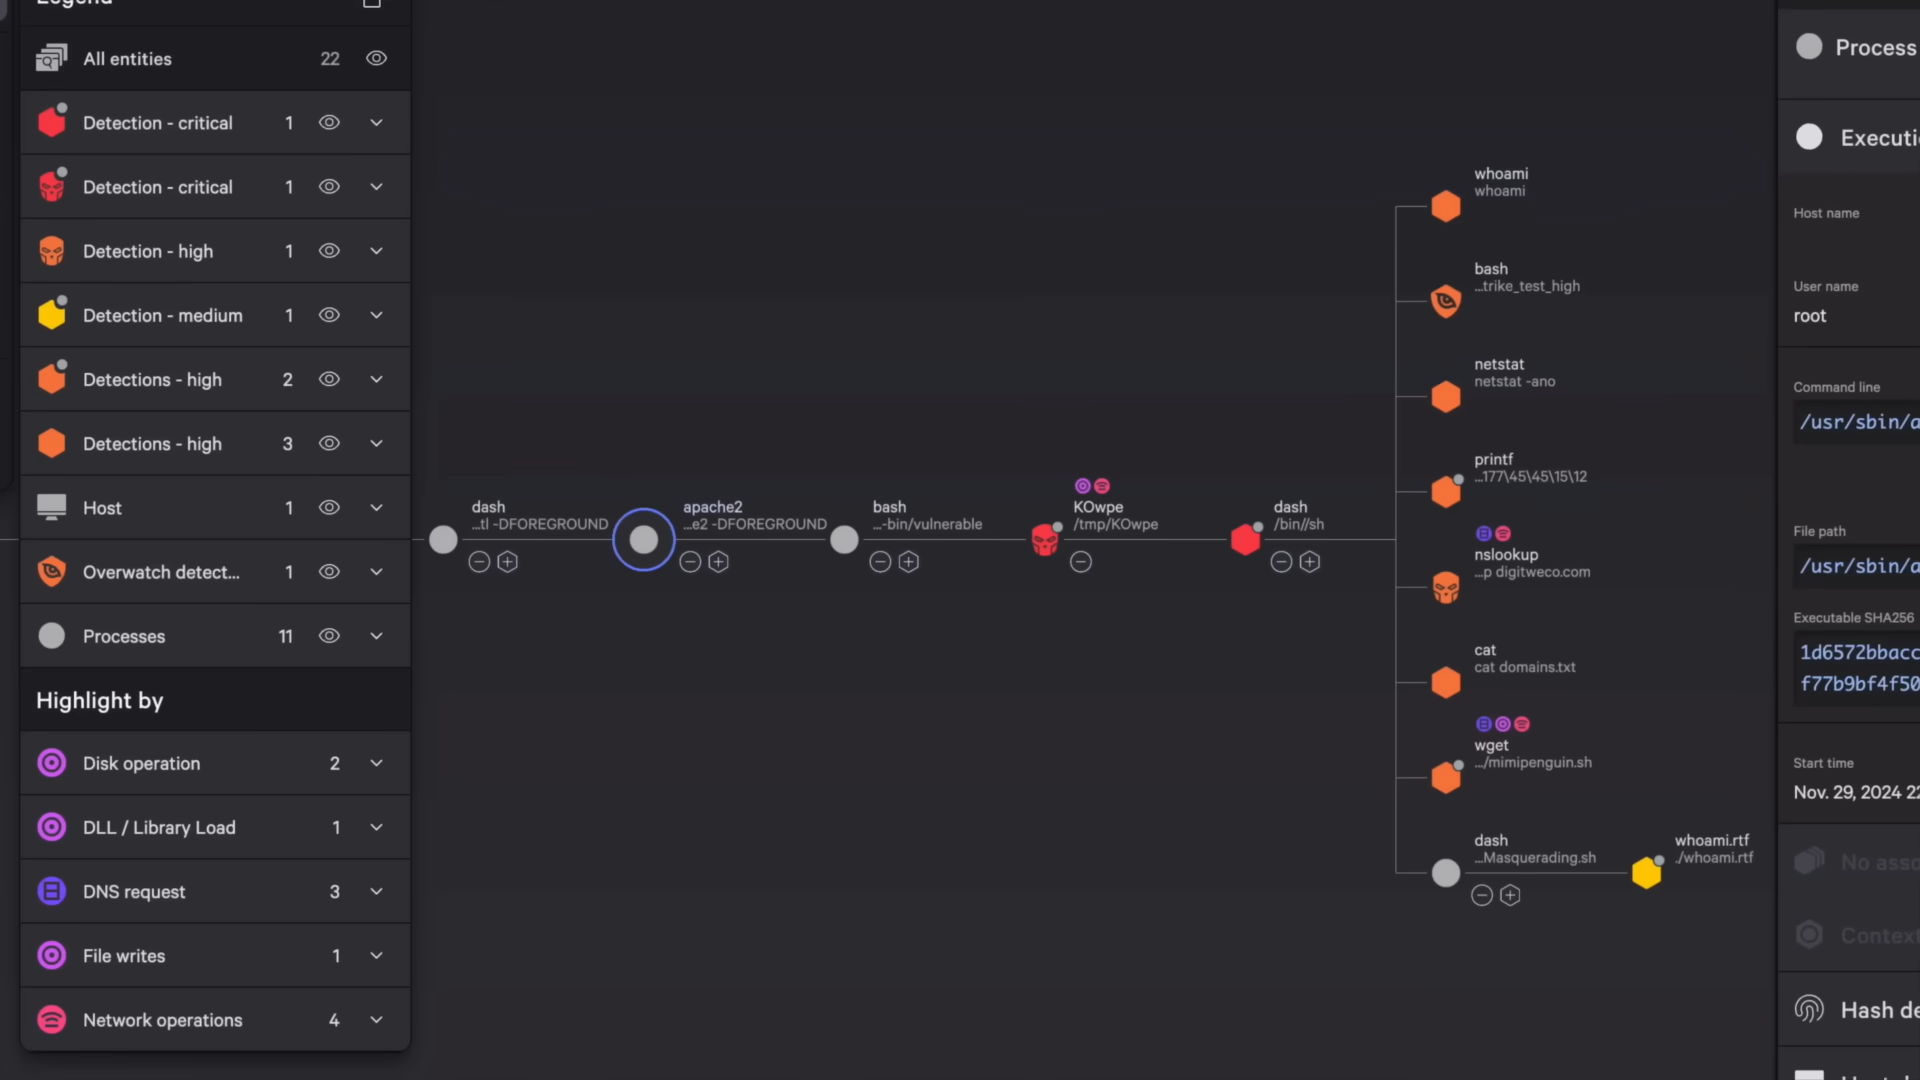 Legend
All entities 22
Detection - critical 1
Detection - critical 1
Detection - high 1
Detection - medium 1
Detections - high 2
Detections - high 3
Host 1
Overwatch detect... 1
Processes 11
Highlight by
Disk operation 2
DLL / Library Load 1
DNS request 3
File writes 1
Network operations 4
dash
...tl -DFOREGROUND
apache2
...e2 -DFOREGROUND
bash
...-bin/vulnerable
KOwpe
/tmp/KOwpe
dash
/bin//sh
whoami
whoami
bash
...trike_test_high
netstat
netstat -ano
printf
...177\45\45\15\12
nslookup
...p digitweco.com
cat
cat domains.txt
wget
.../mimipenguin.sh
dash
...Masquerading.sh
whoami.rtf
./whoami.rtf
Process
Executi
Host name
User name
root
Command line
/usr/sbin/a
File path
/usr/sbin/a
Executable SHA256
1d6572bbacc
f77b9bf4f50
Start time
Nov. 29, 2024 22
No asso
Context
Hash de